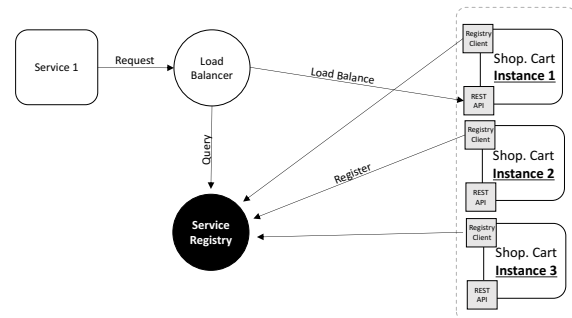 Service 1
Request
Load
Balancer
Load Balance
Query
Register
Service
Registry
Registry
Client
Shop. Cart
Instance 1
REST
API
Registry
Client
Shop. Cart
Instance 2
REST
API
Registry
Client
Shop. Cart
Instance 3
REST
API